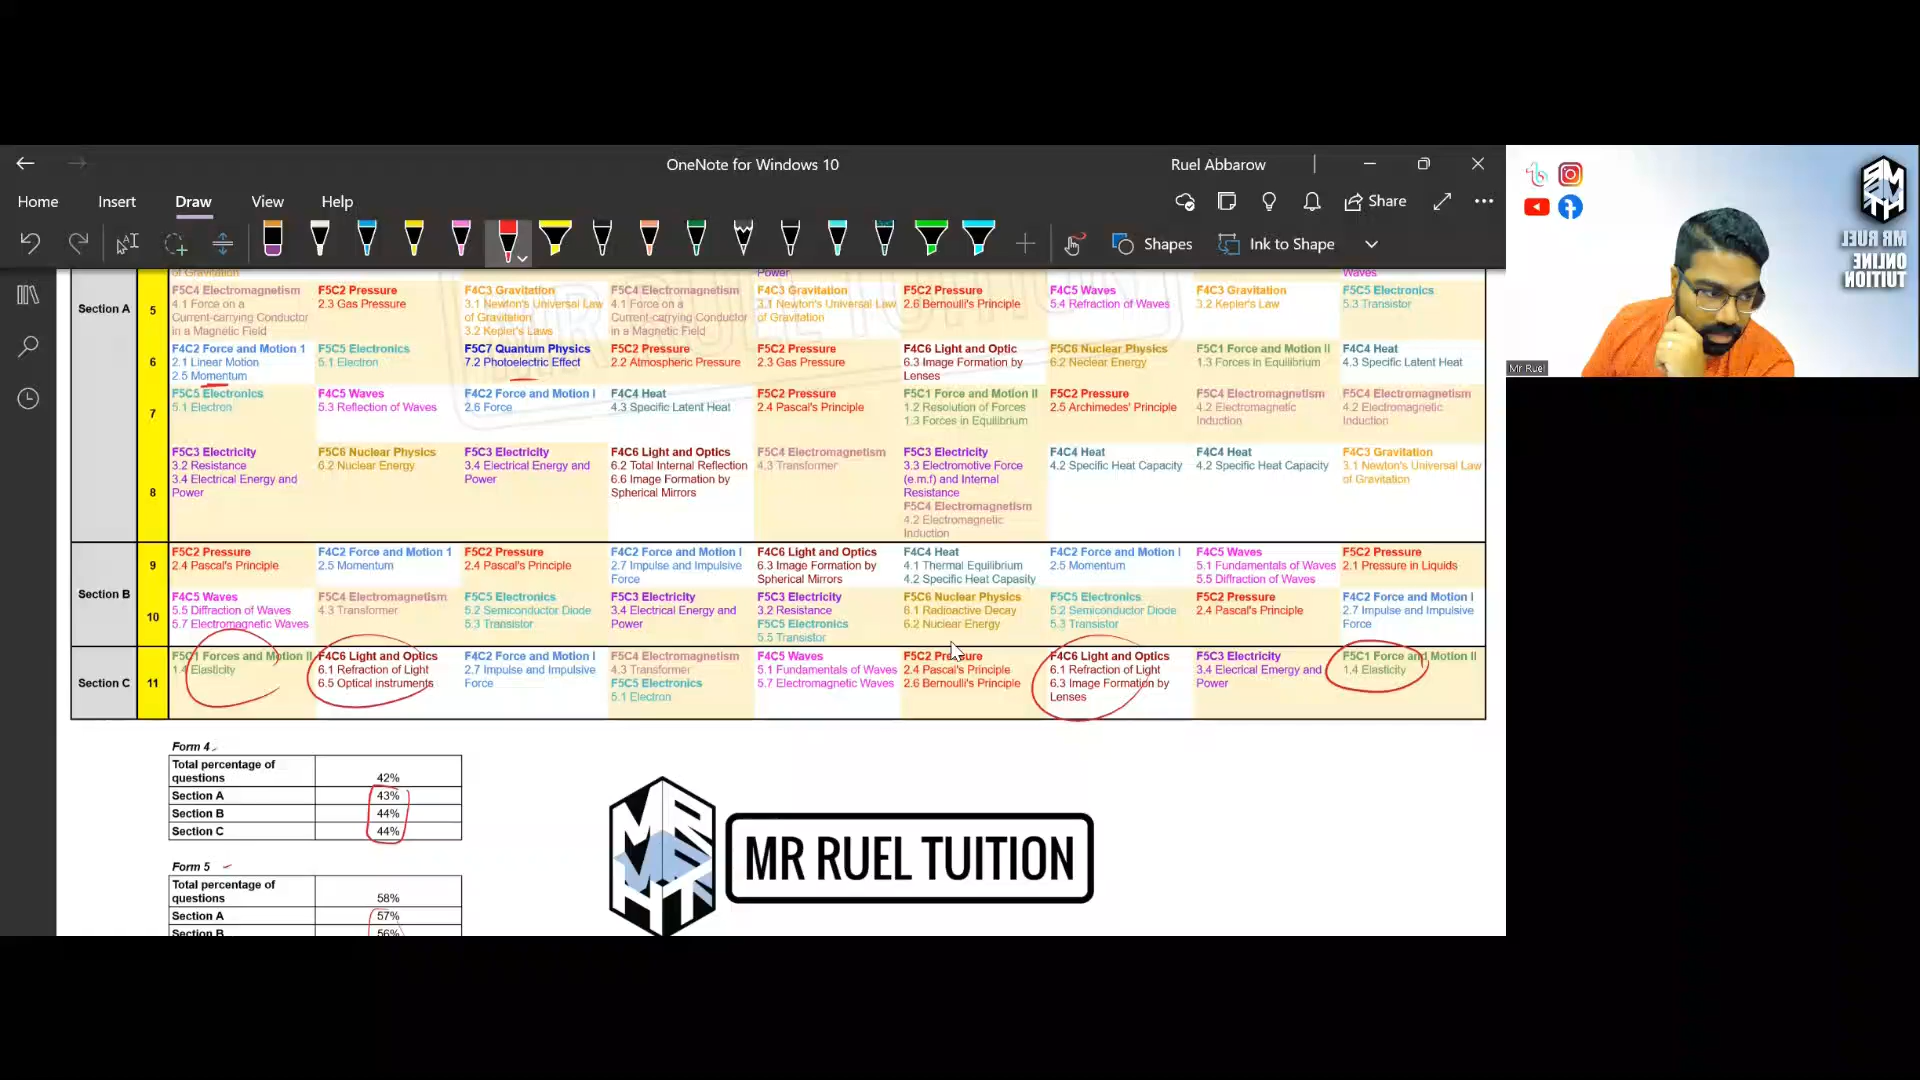 OneNote for Windows 10
Ruel Abbarow
Home
Insert
Draw
View
Help
Share
Shapes
Ink to Shape
MR RUEL
ONLINE
TUITION
Mr Ruel
of Gravitation
Power
Waves
Section A
5
F5C4 Electromagnetism
4.1 Force on a
Current-carrying Conductor
in a Magnetic Field
F5C2 Pressure
2.3 Gas Pressure
F4C3 Gravitation
3.1 Newton's Universal Law
of Gravitation
3.2 Kepler's Laws
F5C4 Electromagnetism
4.1 Force on a
Current-carrying Conductor
in a Magnetic Field
F4C3 Gravitation
3.1 Newton's Universal Law
of Gravitation
F5C2 Pressure
2.6 Bernoulli's Principle
F4C5 Waves
5.4 Refraction of Waves
F4C3 Gravitation
3.2 Kepler's Law
F5C5 Electronics
5.3 Transistor
6
F4C2 Force and Motion 1
2.1 Linear Motion
2.5 Momentum
F5C5 Electronics
5.1 Electron
F5C7 Quantum Physics
7.2 Photoelectric Effect
F5C2 Pressure
2.2 Atmospheric Pressure
F5C2 Pressure
2.3 Gas Pressure
F4C6 Light and Optic
6.3 Image Formation by
Lenses
F5C6 Nuclear Physics
6.2 Neclear Energy
F5C1 Force and Motion II
1.3 Forces in Equilibrium
F4C4 Heat
4.3 Specific Latent Heat
7
F5C5 Electronics
5.1 Electron
F4C5 Waves
5.3 Reflection of Waves
F4C2 Force and Motion I
2.6 Force
F4C4 Heat
4.3 Specific Latent Heat
F5C2 Pressure
2.4 Pascal's Principle
F5C1 Force and Motion II
1.2 Resolution of Forces
1.3 Forces in Equilibrium
F5C2 Pressure
2.5 Archimedes' Principle
F5C4 Electromagnetism
4.2 Electromagnetic
Induction
F5C4 Electromagnetism
4.2 Electromagnetic
Induction
8
F5C3 Electricity
3.2 Resistance
3.4 Electrical Energy and
Power
F5C6 Nuclear Physics
6.2 Nuclear Energy
F5C3 Electricity
3.4 Electrical Energy and
Power
F4C6 Light and Optics
6.2 Total Internal Reflection
6.6 Image Formation by
Spherical Mirrors
F5C4 Electromagnetism
4.3 Transformer
F5C3 Electricity
3.3 Electromotive Force
(e.m.f) and Internal
Resistance
F5C4 Electromagnetism
4.2 Electromagnetic
Induction
F4C4 Heat
4.2 Specific Heat Capacity
F4C4 Heat
4.2 Specific Heat Capacity
F4C3 Gravitation
3.1 Newton's Universal Law
of Gravitation
Section B
9
F5C2 Pressure
2.4 Pascal's Principle
F4C2 Force and Motion 1
2.5 Momentum
F5C2 Pressure
2.4 Pascal's Principle
F4C2 Force and Motion I
2.7 Impulse and Impulsive
Force
F4C6 Light and Optics
6.3 Image Formation by
Spherical Mirrors
F4C4 Heat
4.1 Thermal Equilibrium
4.2 Specific Heat Capasity
F4C2 Force and Motion I
2.5 Momentum
F4C5 Waves
5.1 Fundamentals of Waves
5.5 Diffraction of Waves
F5C2 Pressure
2.1 Pressure in Liquids
10
F4C5 Waves
5.5 Diffraction of Waves
5.7 Electromagnetic Waves
F5C4 Electromagnetism
4.3 Transformer
F5C5 Electronics
5.2 Semiconductor Diode
5.3 Transistor
F5C3 Electricity
3.4 Electrical Energy and
Power
F5C3 Electricity
3.2 Resistance
F5C5 Electronics
5.5 Transistor
F5C6 Nuclear Physics
6.1 Radioactive Decay
6.2 Nuclear Energy
F5C5 Electronics
5.2 Semiconductor Diode
5.3 Transistor
F5C2 Pressure
2.4 Pascal's Principle
F4C2 Force and Motion I
2.7 Impulse and Impulsive
Force
Section C
11
F5C1 Forces and Motion II
1.4 Elasticity
F4C6 Light and Optics
6.1 Refraction of Light
6.5 Optical instruments
F4C2 Force and Motion I
2.7 Impulse and Impulsive
Force
F5C4 Electromagnetism
4.3 Transformer
F5C5 Electronics
5.1 Electron
F4C5 Waves
5.1 Fundamentals of Waves
5.7 Electromagnetic Waves
F5C2 Pressure
2.4 Pascal's Principle
2.6 Bernoulli's Principle
F4C6 Light and Optics
6.1 Refraction of Light
6.3 Image Formation by
Lenses
F5C3 Electricity
3.4 Elecrical Energy and
Power
F5C1 Force and Motion II
1.4 Elasticity
Form 4
Total percentage of
questions
42%
Section A 43%
Section B 44%
Section C 44%
Form 5
Total percentage of
questions
58%
Section A 57%
Section B 56%
MR RUEL TUITION